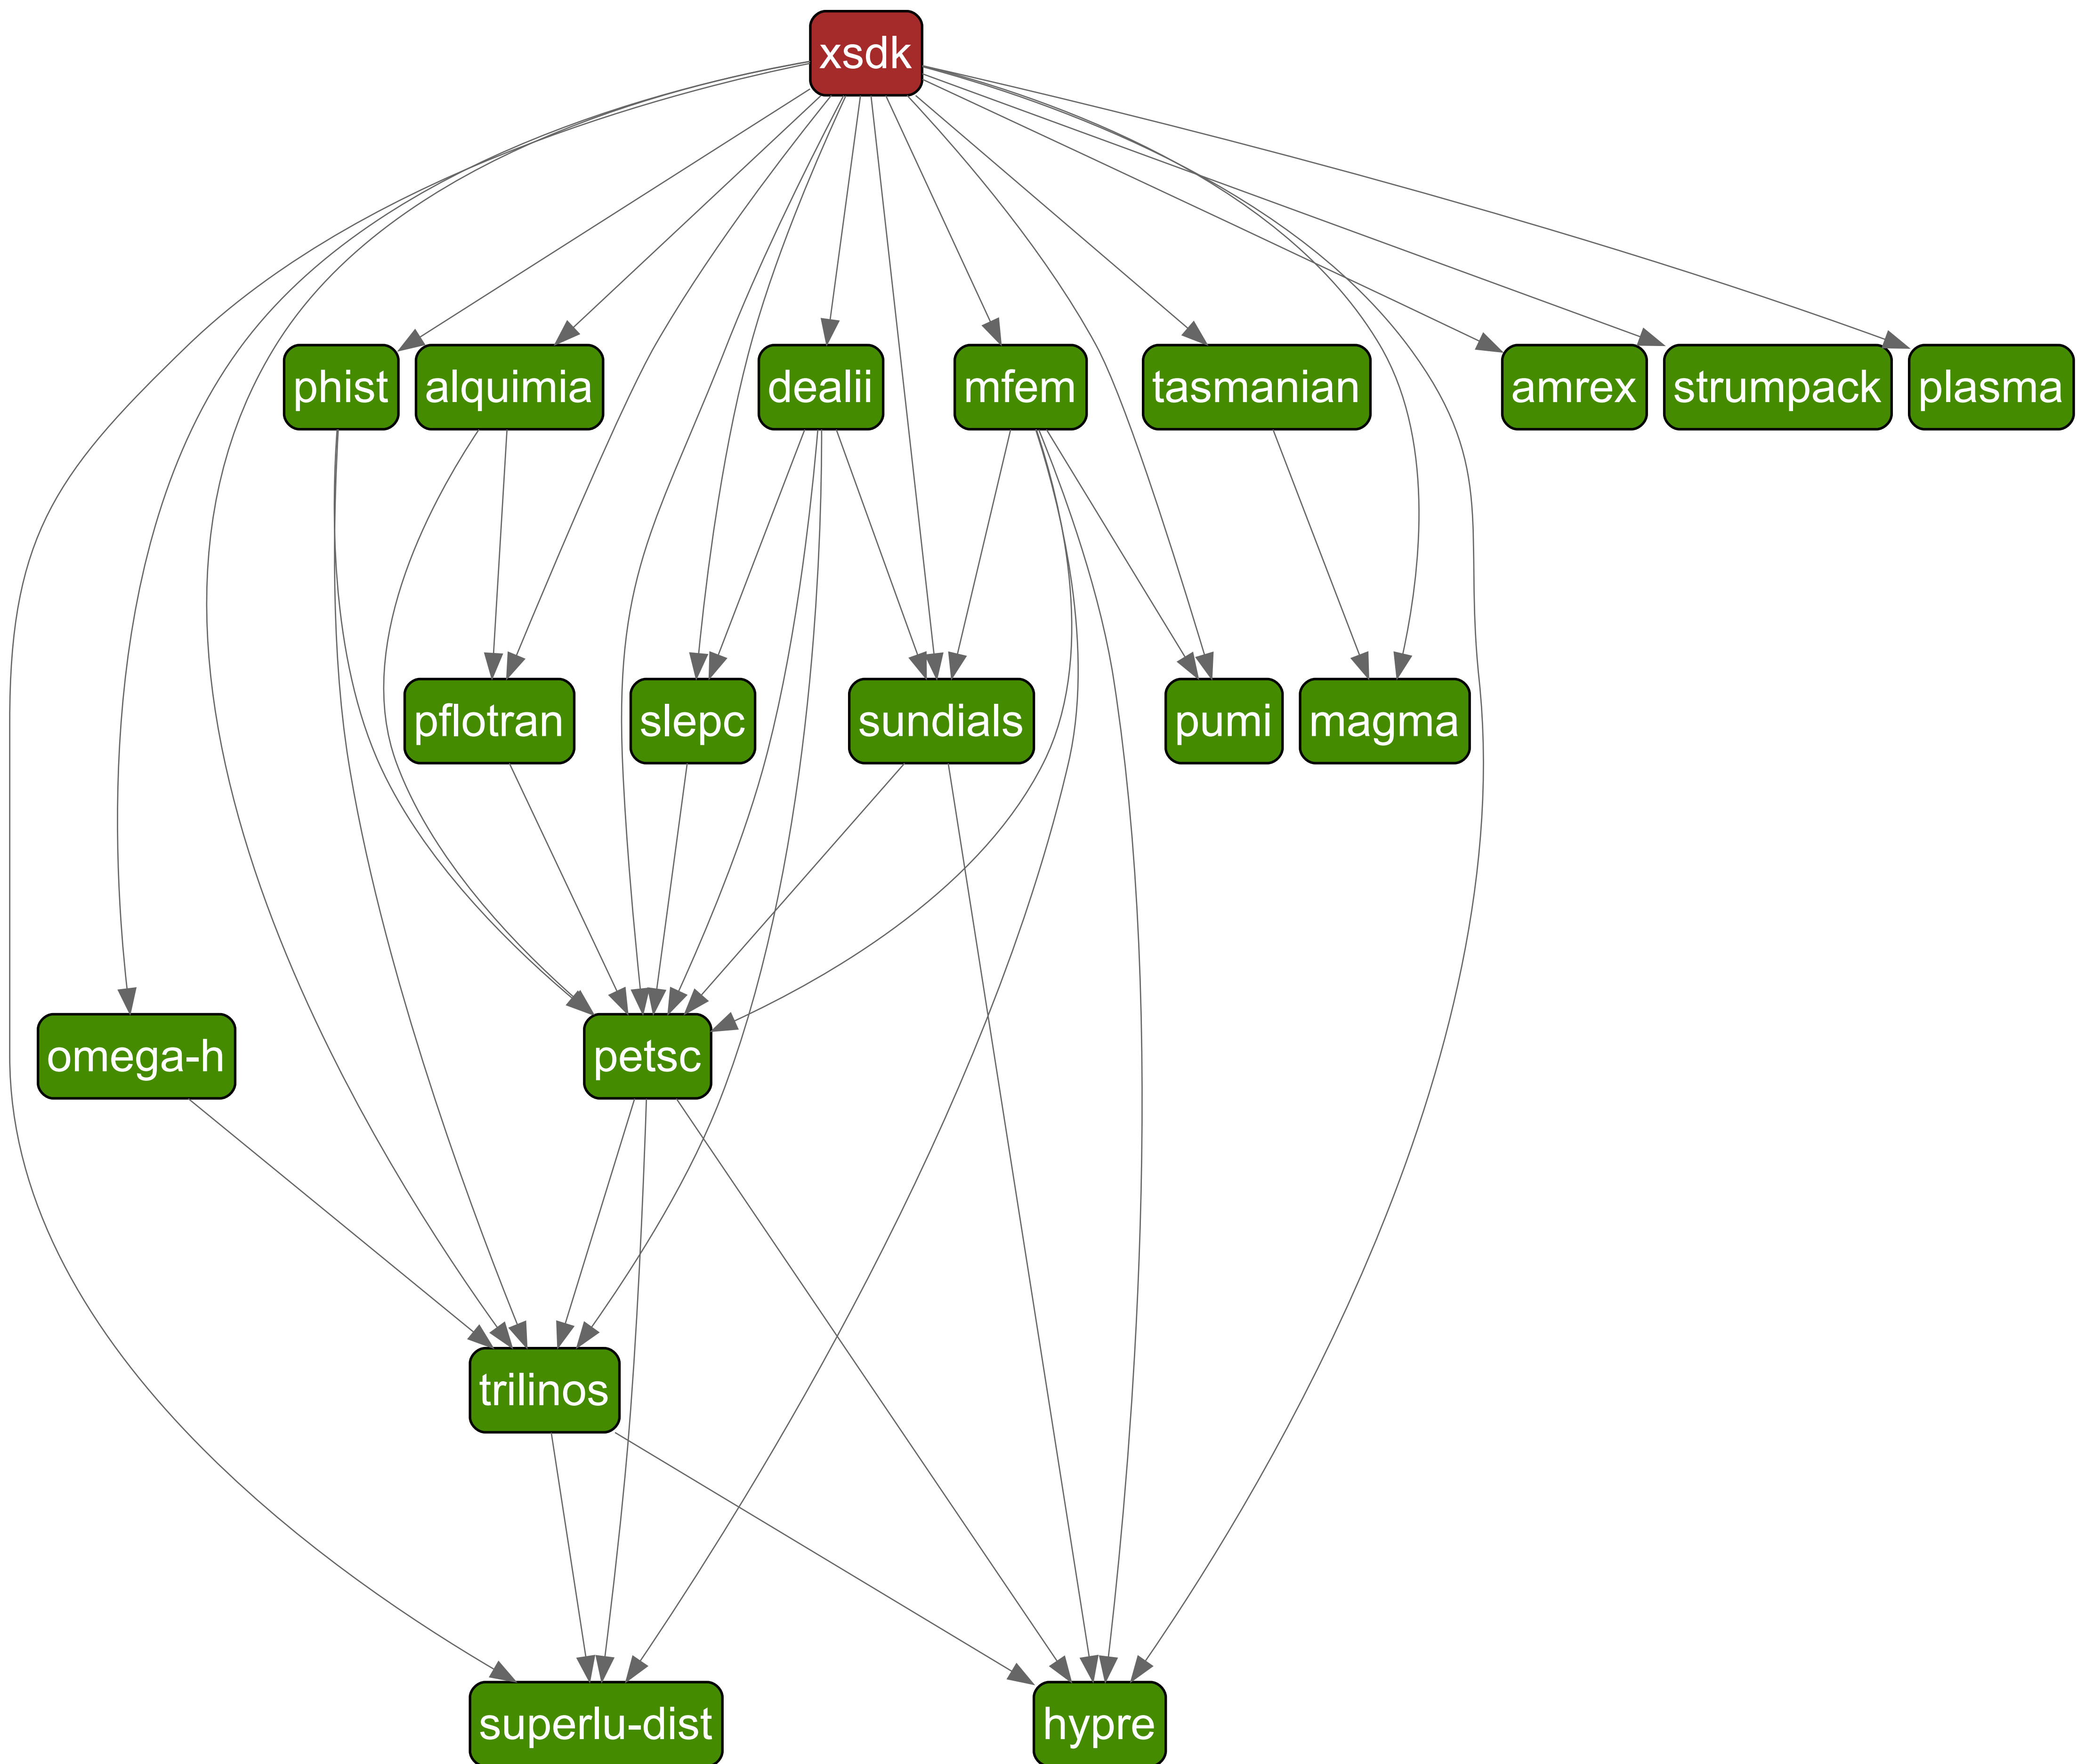 xsdk
phist
alquimia
dealii
mfem
tasmanian
amrex
strumpack
plasma
pflotran
slepc
sundials
pumi
magma
omega-h
petsc
trilinos
superlu-dist
hypre